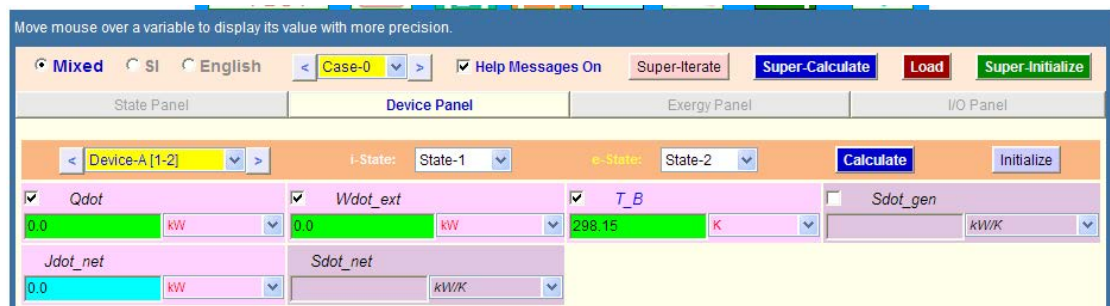 Move mouse over a variable to display its value with more precision.
Mixed SI English < Case-0 > Help Messages On Super-Iterate Super-Calculate Load Super-Initialize
State Panel Device Panel Exergy Panel I/O Panel
< Device-A [1-2] > i-State: State-1 e-State: State-2 Calculate Initialize
Qdot Wdot_ext T_B Sdot_gen
0.0 kW 0.0 kW 298.15 K kW/K
Jdot_net Sdot_net
0.0 kW kW/K